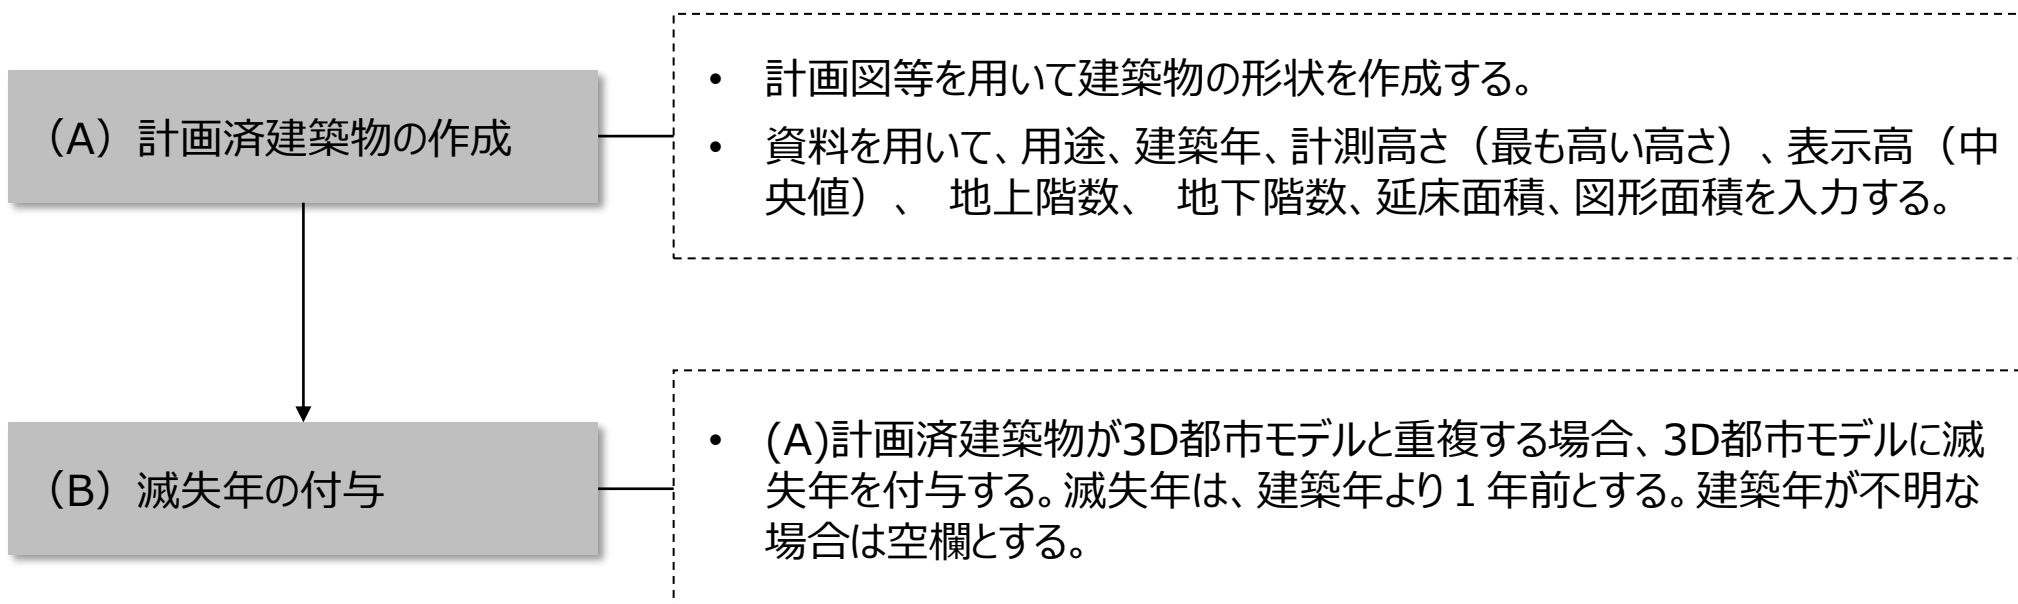 （A）計画済建築物の作成
• 計画図等を用いて建築物の形状を作成する。
• 資料を用いて、用途、建築年、計測高さ（最も高い高さ）、表示高（中
央値）、 地上階数、 地下階数、延床面積、図形面積を入力する。
（B）滅失年の付与
• (A)計画済建築物が3D都市モデルと重複する場合、3D都市モデルに滅
失年を付与する。滅失年は、建築年より１年前とする。建築年が不明な
場合は空欄とする。